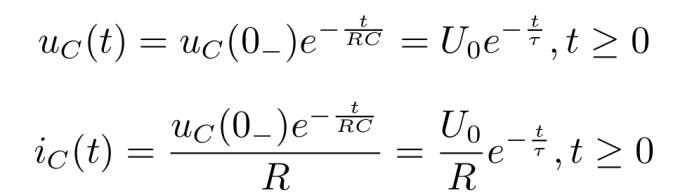 $u_C(t) = u_C(0_-)e^{-\frac{t}{RC}} = U_0e^{-\frac{t}{\tau}}, t \geq 0$
$i_C(t) = \frac{u_C(0_-)e^{-\frac{t}{RC}}}{R} = \frac{U_0}{R}e^{-\frac{t}{\tau}}, t \geq 0$